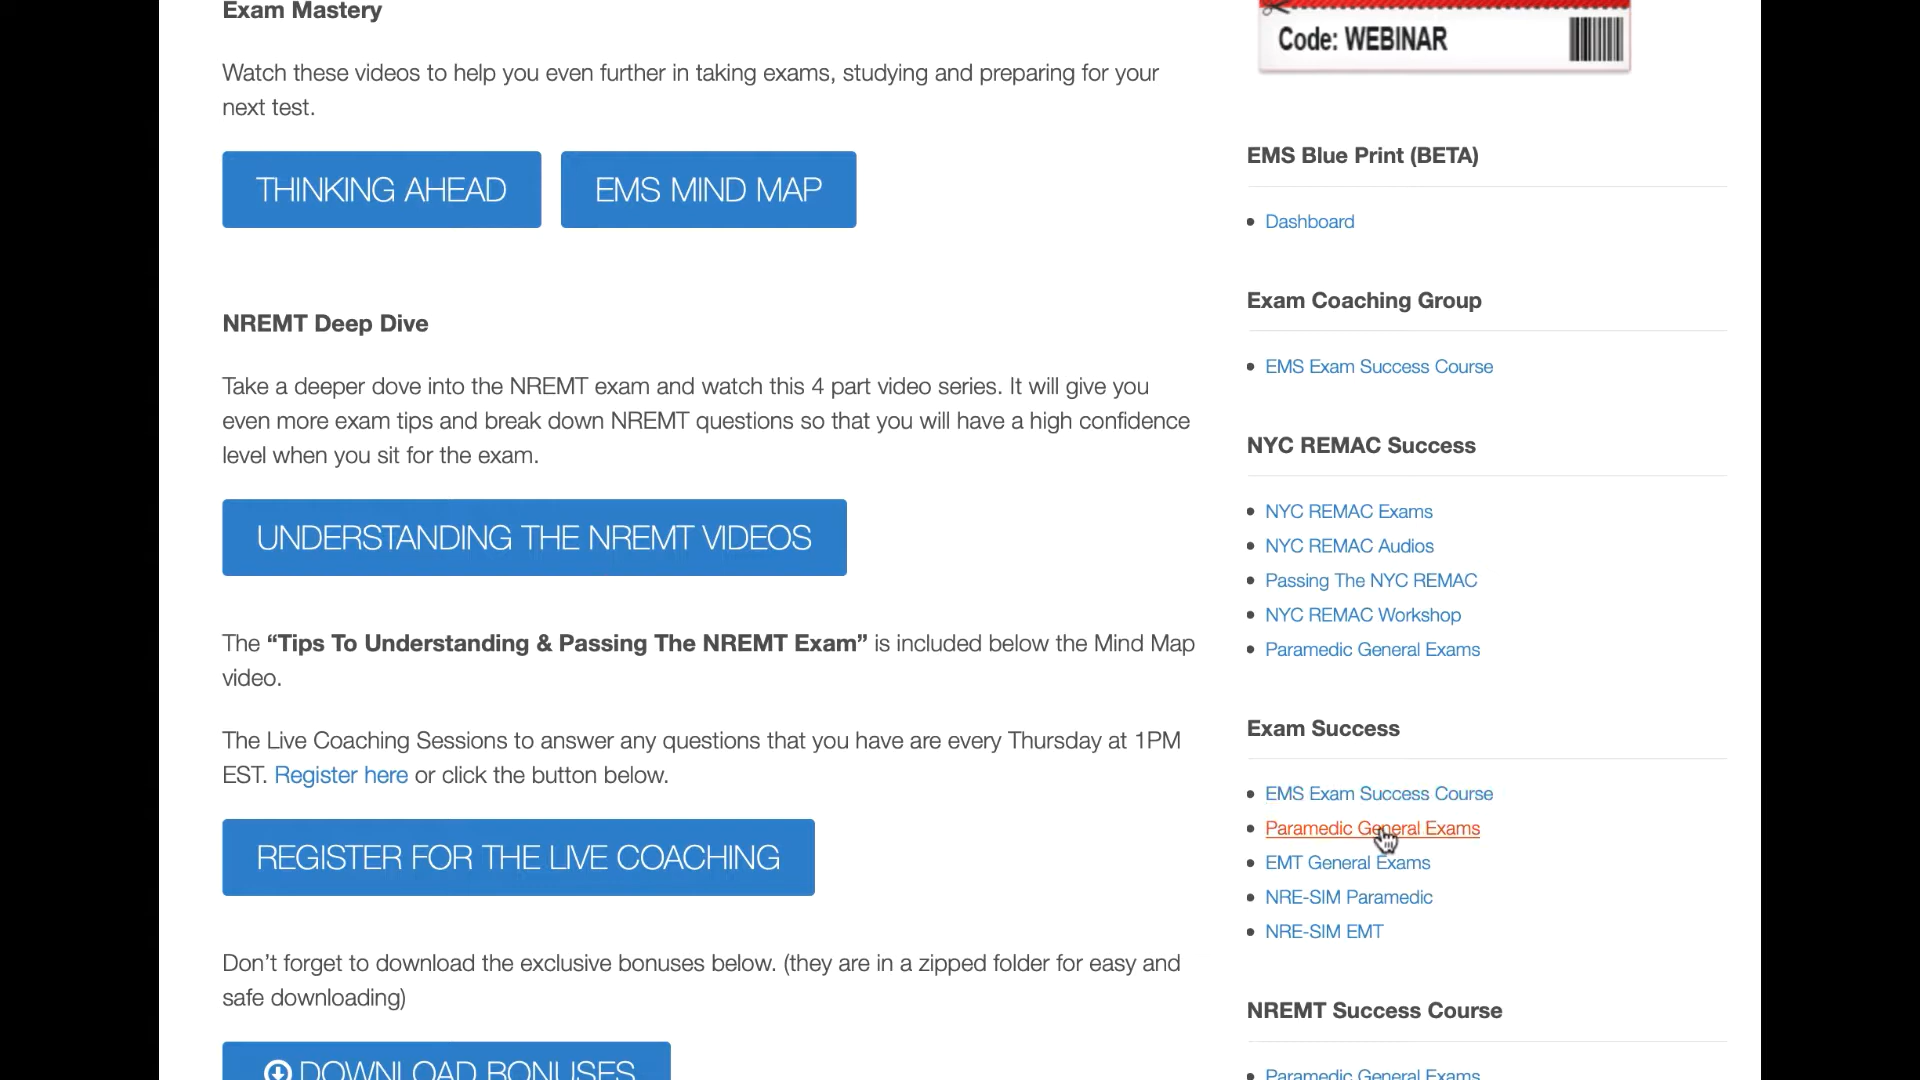 Exam Mastery
Watch these videos to help you even further in taking exams, studying and preparing for your
next test.
THINKING AHEAD
EMS MIND MAP
NREMT Deep Dive
Take a deeper dove into the NREMT exam and watch this 4 part video series. It will give you
even more exam tips and break down NREMT questions so that you will have a high confidence
level when you sit for the exam.
UNDERSTANDING THE NREMT VIDEOS
The “Tips To Understanding & Passing The NREMT Exam” is included below the Mind Map
video.
The Live Coaching Sessions to answer any questions that you have are every Thursday at 1PM
EST. Register here or click the button below.
REGISTER FOR THE LIVE COACHING
Don’t forget to download the exclusive bonuses below. (they are in a zipped folder for easy and
safe downloading)
DOWNLOAD BONUSES
Code: WEBINAR
EMS Blue Print (BETA)
Dashboard
Exam Coaching Group
EMS Exam Success Course
NYC REMAC Success
NYC REMAC Exams
NYC REMAC Audios
Passing The NYC REMAC
NYC REMAC Workshop
Paramedic General Exams
Exam Success
EMS Exam Success Course
Paramedic General Exams
EMT General Exams
NRE-SIM Paramedic
NRE-SIM EMT
NREMT Success Course
Paramedic General Exams